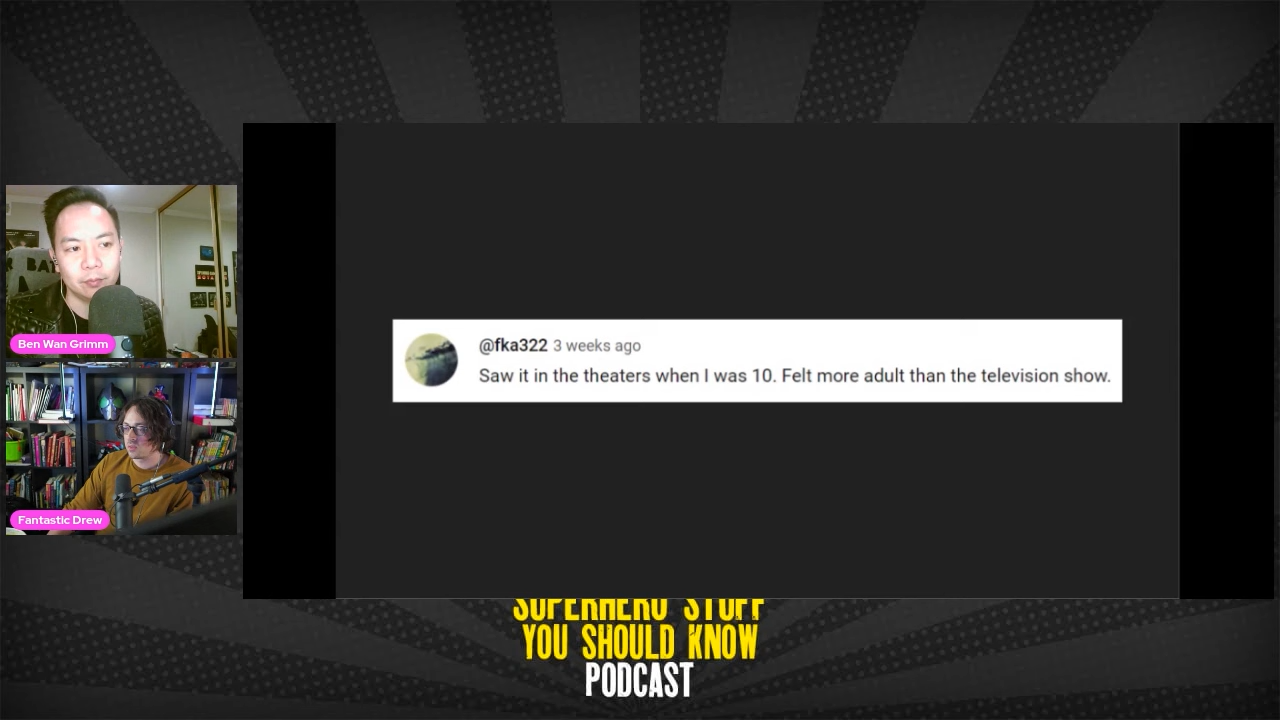 @fka322 3 weeks ago
Saw it in the theaters when I was 10. Felt more adult than the television show.
Ben Wan Grimm
Fantastic Drew
SUPERHERO STUFF
YOU SHOULD KNOW
PODCAST